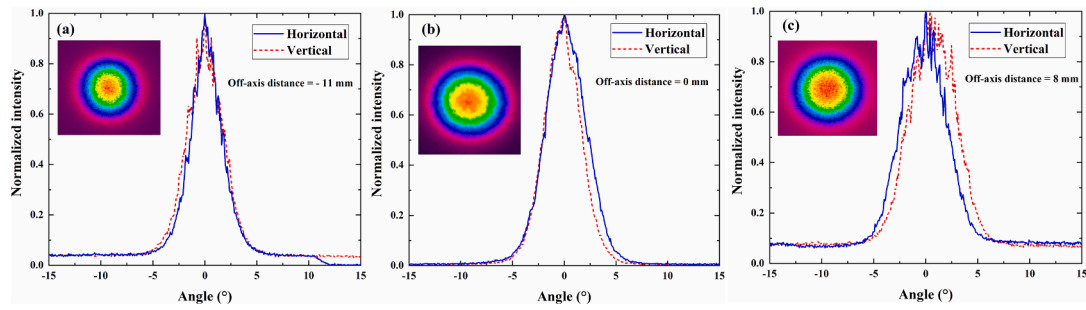 (a)
Horizontal
Vertical
Off-axis distance = - 11 mm
Normalized intensity
1.0
0.8
0.6
0.4
0.2
0.0
-15 -10 -5 0 5 10 15
Angle (°)
(b)
Horizontal
Vertical
Off-axis distance = 0 mm
Normalized intensity
1.0
0.8
0.6
0.4
0.2
0.0
-15 -10 -5 0 5 10 15
Angle (°)
(c)
Horizontal
Vertical
Off-axis distance = 8 mm
Normalized intensity
1.0
0.8
0.6
0.4
0.2
0.0
-15 -10 -5 0 5 10 15
Angle (°)